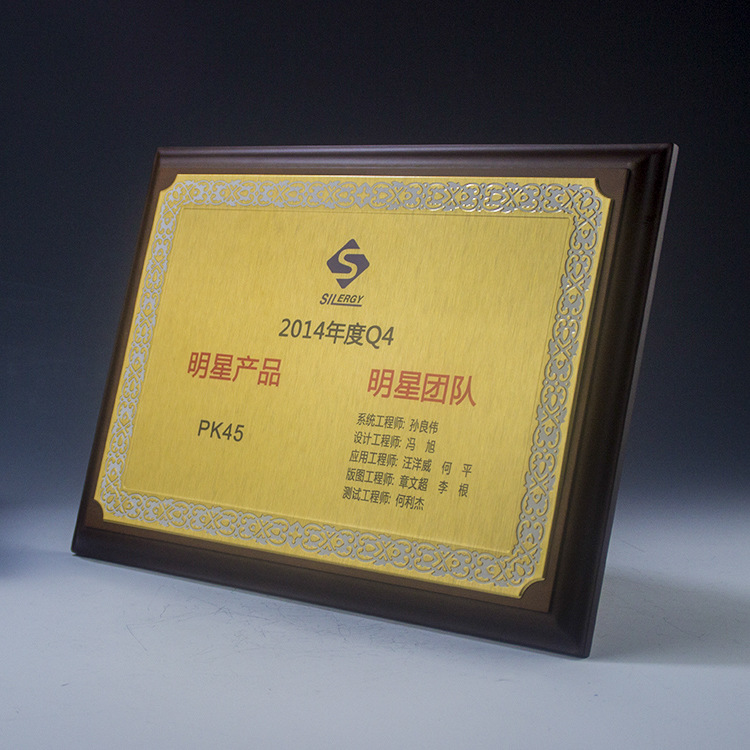 SILERGY
2014年度Q4
明星产品
PK45
明星团队
系统工程师: 孙良伟
设计工程师: 冯 旭
应用工程师: 汪洋威 何 平
版图工程师: 章文超 李 根
测试工程师: 何利杰